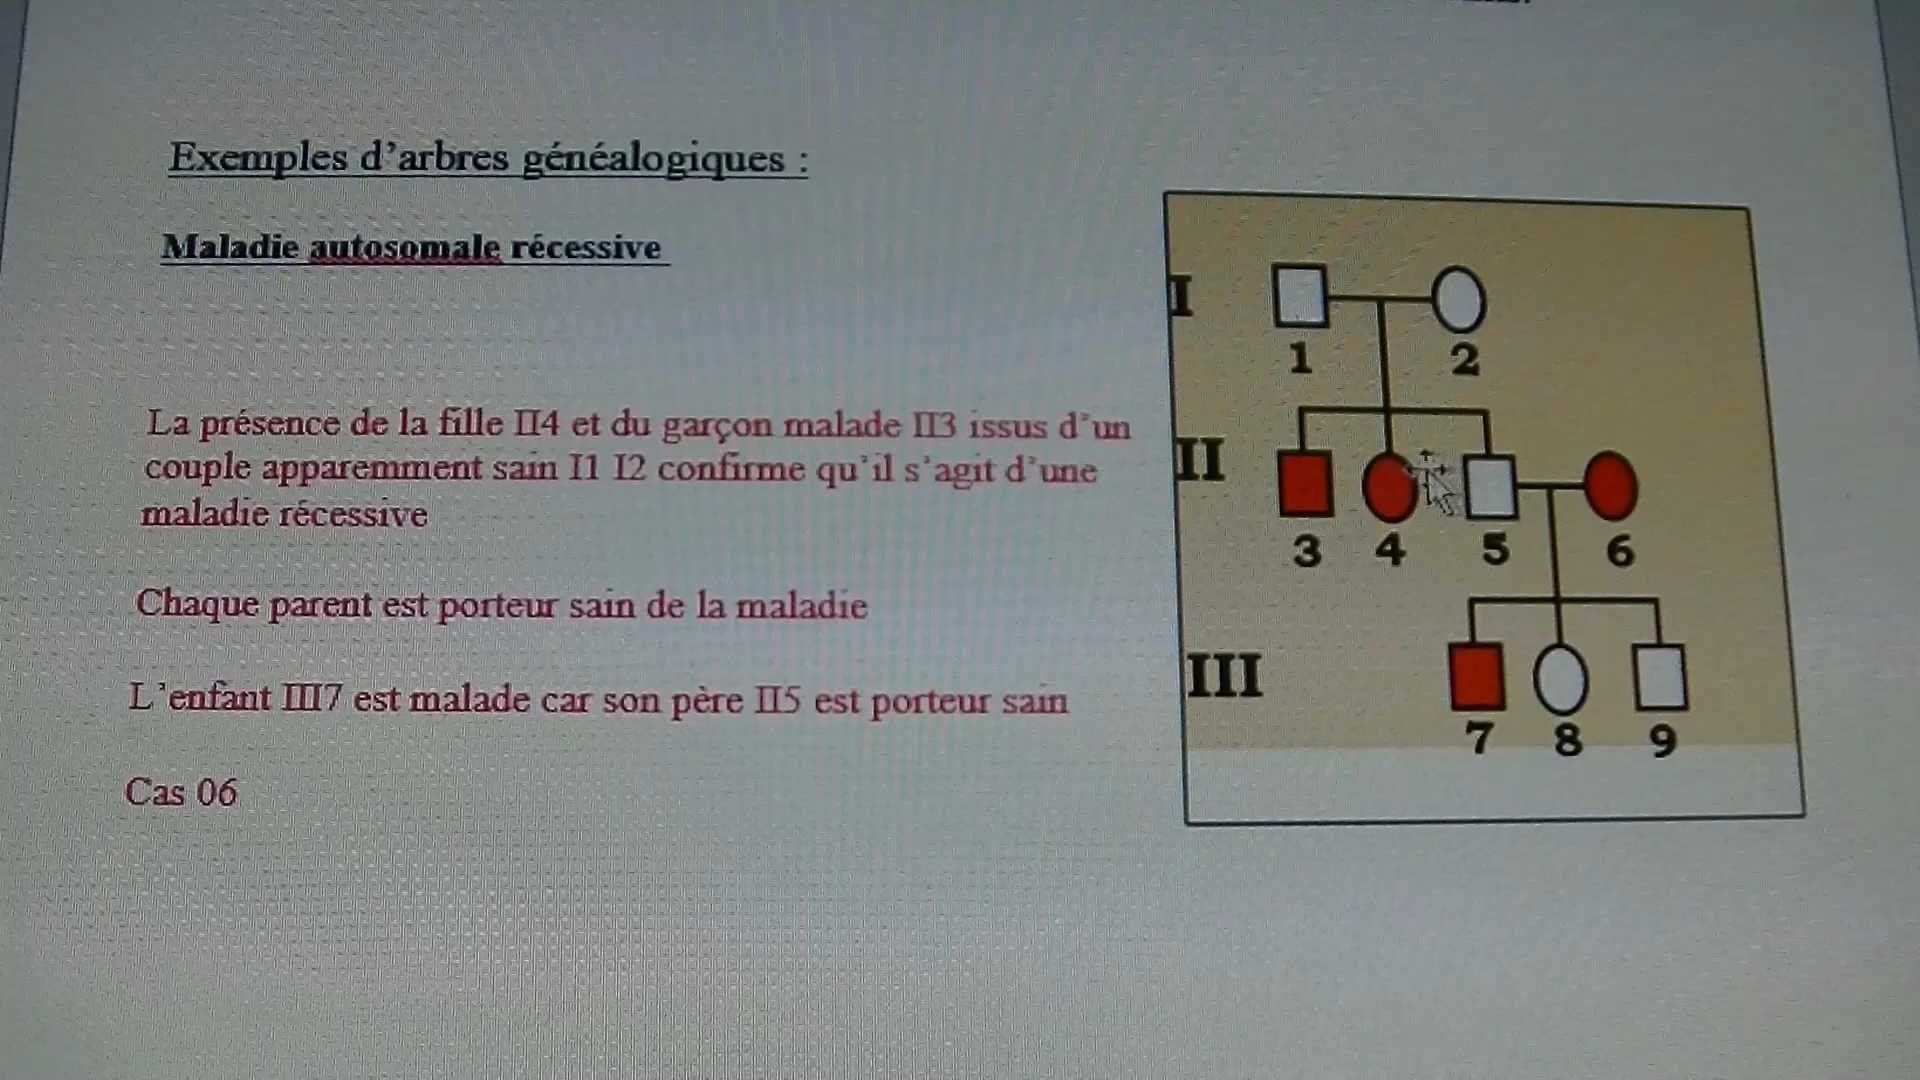 Exemples d'arbres généalogiques :
Maladie autosomale récessive
La présence de la fille II4 et du garçon malade II3 issus d'un
couple apparemment sain I1 I2 confirme qu'il s'agit d'une
maladie récessive
Chaque parent est porteur sain de la maladie
L'enfant III7 est malade car son père II5 est porteur sain
Cas 06
I
1 2
II
3 4 5 6
III
7 8 9